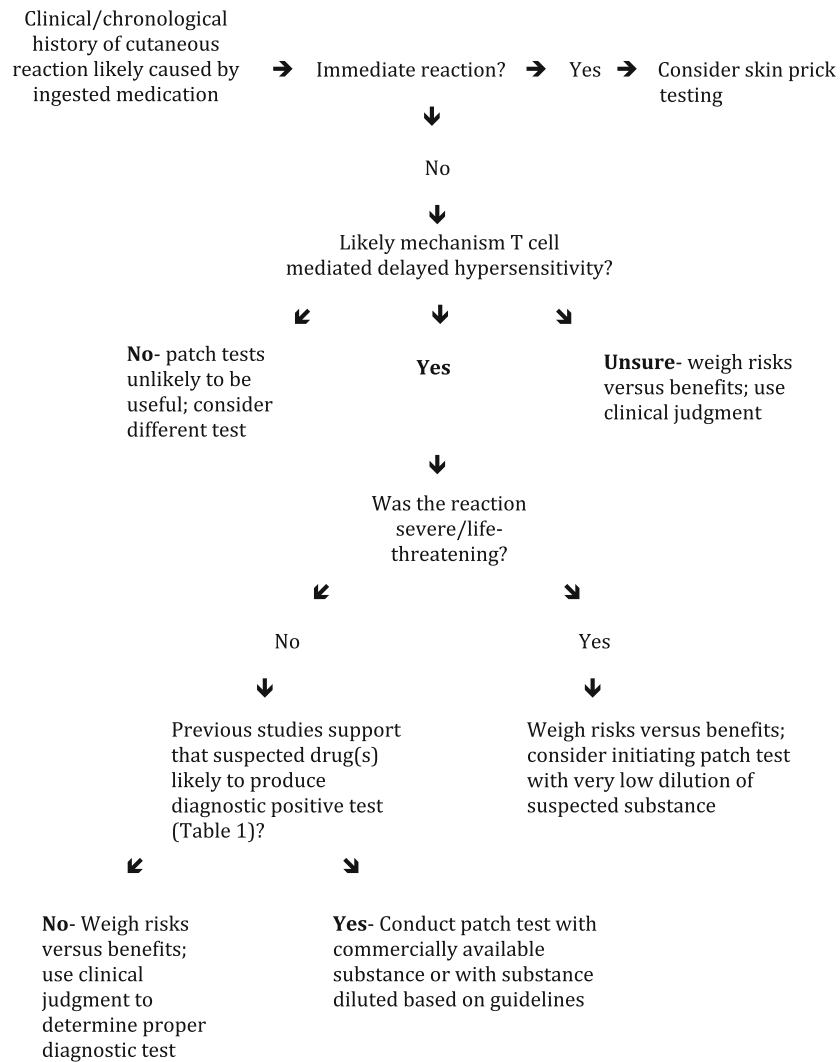 Clinical/chronological
history of cutaneous
reaction likely caused by
ingested medication
Immediate reaction?
Yes
Consider skin prick
testing
No
Likely mechanism T cell
mediated delayed hypersensitivity?
No- patch tests
unlikely to be
useful; consider
different test
Yes
Unsure- weigh risks
versus benefits; use
clinical judgment
Was the reaction
severe/life-
threatening?
No
Yes
Previous studies support
that suspected drug(s)
likely to produce
diagnostic positive test
(Table 1)?
Weigh risks versus benefits;
consider initiating patch test
with very low dilution of
suspected substance
No- Weigh risks
versus benefits;
use clinical
judgment to
determine proper
diagnostic test
Yes- Conduct patch test with
commercially available
substance or with substance
diluted based on guidelines